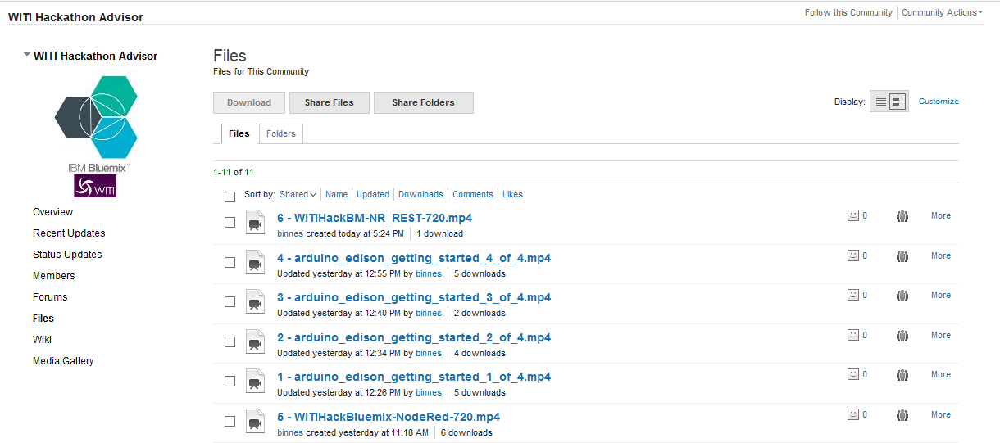 WITI Hackathon Advisor
Follow this Community
Community Actions
WITI Hackathon Advisor
IBM Bluemix™
WITI
Overview
Recent Updates
Status Updates
Members
Forums
Files
Wiki
Media Gallery
Files
Files for This Community
Download
Share Files
Share Folders
Display:
Customize
Files
Folders
1-11 of 11
Sort by: Shared Name Updated Downloads Comments Likes
6 - WITIHackBM-NR_REST-720.mp4
0
More
binnes created today at 5:24 PM 1 download
4 - arduino_edison_getting_started_4_of_4.mp4
0
More
Updated yesterday at 12:55 PM by binnes 5 downloads
3 - arduino_edison_getting_started_3_of_4.mp4
0
More
Updated yesterday at 12:40 PM by binnes 2 downloads
2 - arduino_edison_getting_started_2_of_4.mp4
0
More
Updated yesterday at 12:34 PM by binnes 4 downloads
1 - arduino_edison_getting_started_1_of_4.mp4
0
More
Updated yesterday at 12:26 PM by binnes 5 downloads
5 - WITIHackBluemix-NodeRed-720.mp4
0
More
binnes created yesterday at 11:18 AM 6 downloads